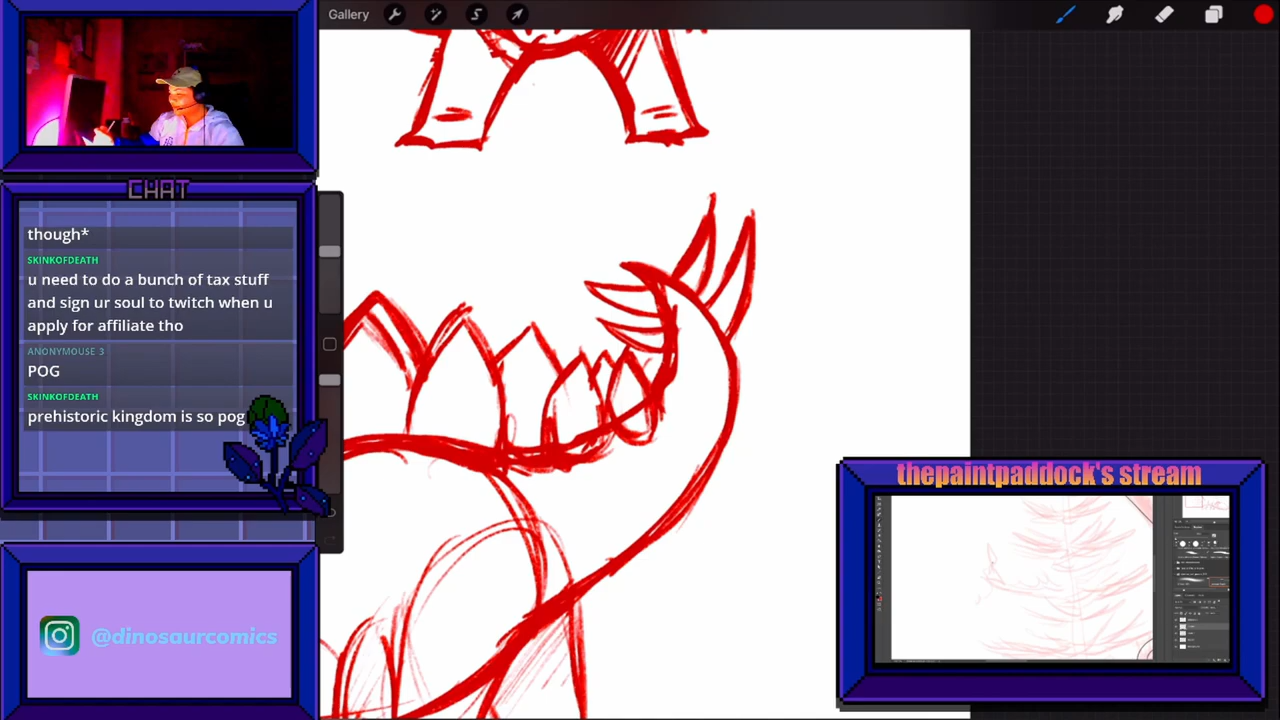 Gallery
CHAT
though*
SKINKOFDEATH
u need to do a bunch of tax stuff
and sign ur soul to twitch when u
apply for affiliate tho
ANONYMOUSE 3
POG
SKINKOFDEATH
prehistoric kingdom is so pog
thepaintpaddock's stream
@dinosaurcomics